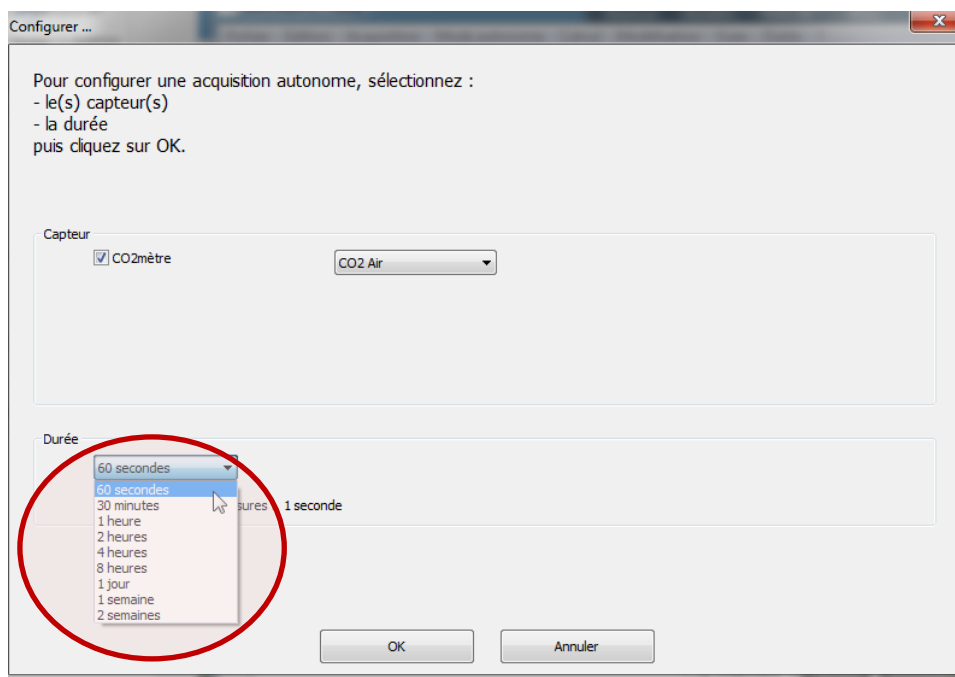 Configurer ...
Pour configurer une acquisition autonome, sélectionnez :
- le(s) capteur(s)
- la durée
puis cliquez sur OK.
Capteur
CO2mètre
CO2 Air
Durée
60 secondes
60 secondes
30 minutes
sures 1 seconde
1 heure
2 heures
4 heures
8 heures
1 jour
1 semaine
2 semaines
OK
Annuler